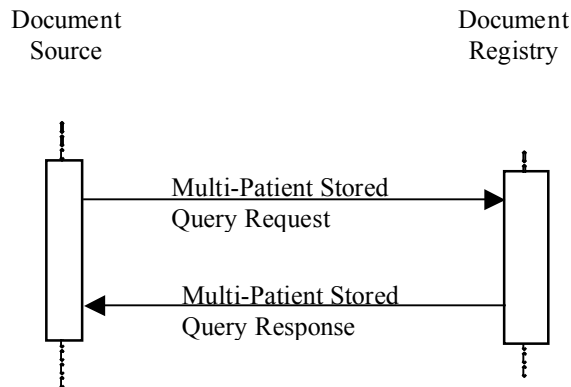 Document
Source
Document
Registry
Multi-Patient Stored
Query Request
Multi-Patient Stored
Query Response